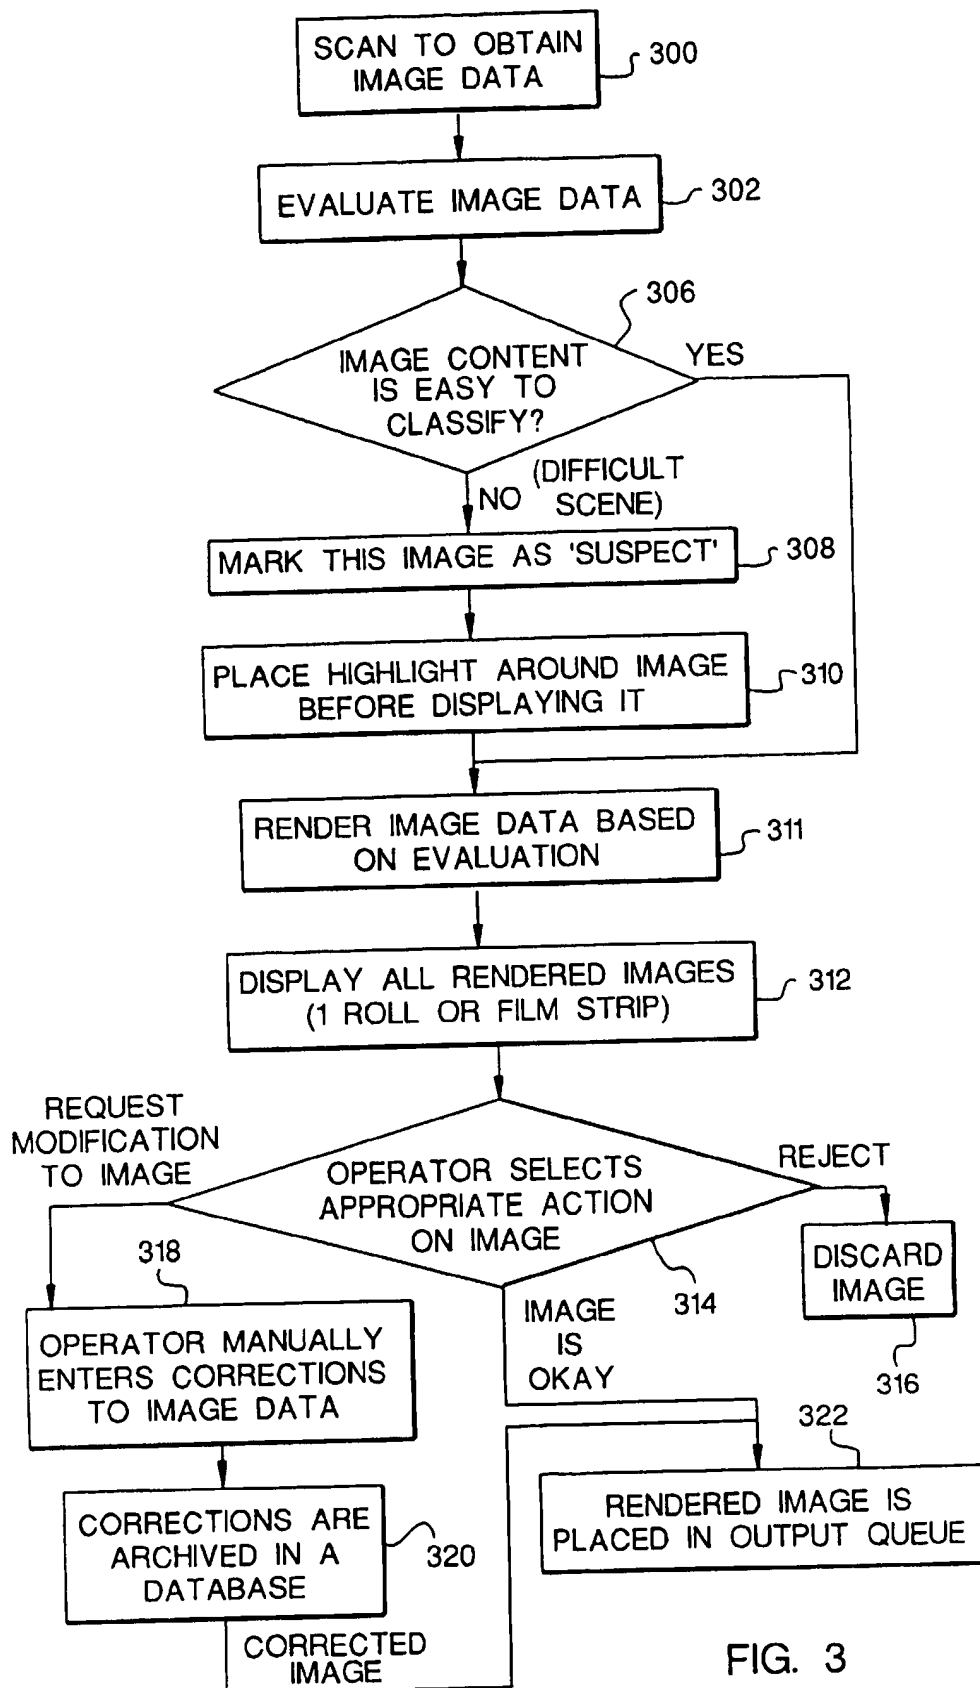 SCAN TO OBTAIN
IMAGE DATA
300
EVALUATE IMAGE DATA
302
306
IMAGE CONTENT
IS EASY TO
CLASSIFY?
YES
NO
(DIFFICULT
SCENE)
MARK THIS IMAGE AS 'SUSPECT'
308
PLACE HIGHLIGHT AROUND IMAGE
BEFORE DISPLAYING IT
310
RENDER IMAGE DATA BASED
ON EVALUATION
311
DISPLAY ALL RENDERED IMAGES
(1 ROLL OR FILM STRIP)
312
REQUEST
MODIFICATION
TO IMAGE
OPERATOR SELECTS
APPROPRIATE ACTION
ON IMAGE
REJECT
314
DISCARD
IMAGE
316
318
OPERATOR MANUALLY
ENTERS CORRECTIONS
TO IMAGE DATA
IMAGE
IS
OKAY
322
RENDERED IMAGE IS
PLACED IN OUTPUT QUEUE
CORRECTIONS ARE
ARCHIVED IN A
DATABASE
320
CORRECTED
IMAGE
FIG. 3